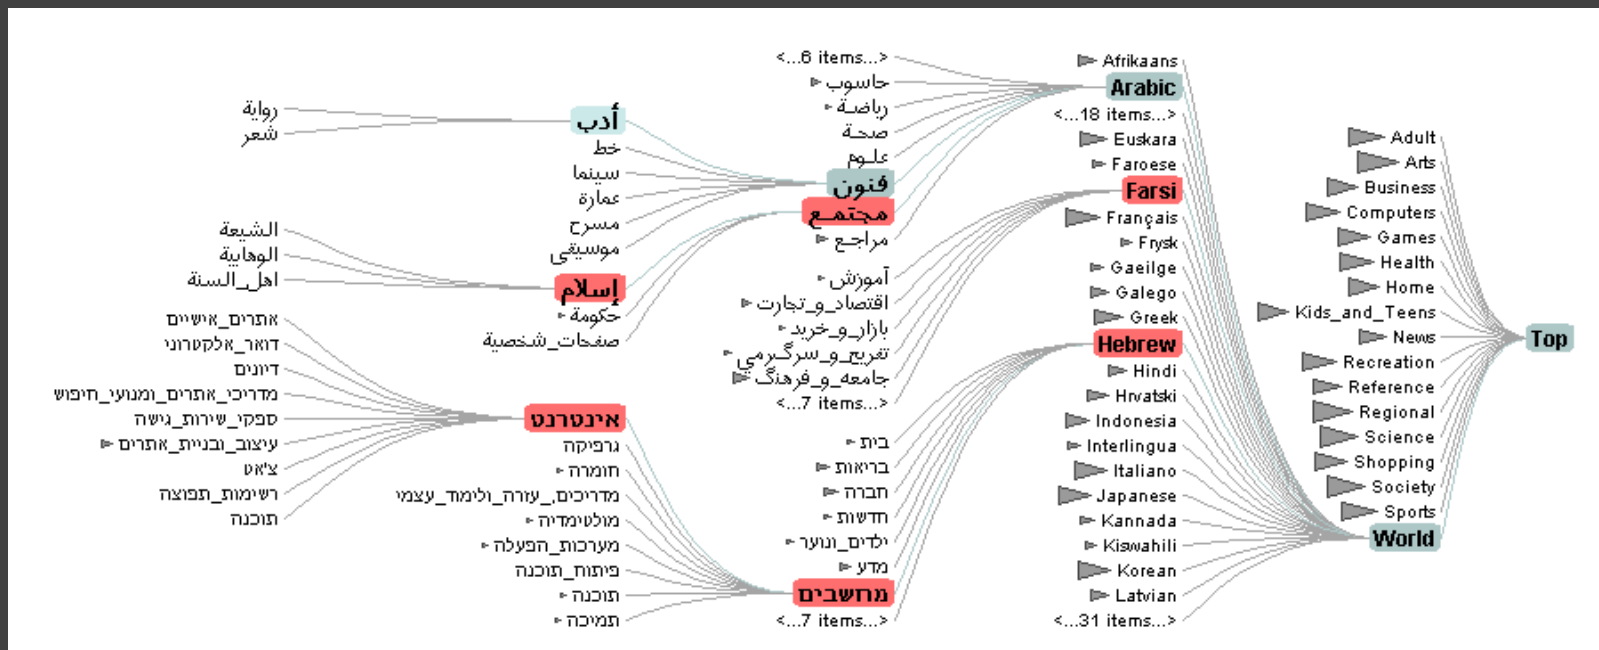 Top
Adult
Arts
Business
Computers
Games
Health
Home
Kids_and_Teens
News
Recreation
Reference
Regional
Science
Shopping
Society
Sports
World
Afrikaans
Arabic
<...18 items...>
Euskara
Faroese
Farsi
Français
Frysk
Gaeilge
Galego
Greek
Hebrew
Hindi
Hrvatski
Indonesia
Interlingua
Italiano
Japanese
Kannada
Kiswahili
Korean
Latvian
<...31 items...>
<...6 items...>
حاسوب
رياضة
صحة
علوم
فنون
مجتمع
مراجع
آموزش
اقتصاد_و_تجارت
بازار_و_خريد
تفريح_و_سرگرمي
جامعه_و_فرهنگ
<...7 items...>
בית
בריאות
חברה
חדשות
ילדים_ונוער
מדע
מחשבים
<...7 items...>
أدب
خط
سينما
عمارة
مسرح
موسيقى
إسلام
حكومة
صفحات_شخصية
אינטרנט
גרפיקה
חומרה
מדריכים,_עזרה_ולימוד_עצמי
מולטימדיה
מערכות_הפעלה
פיתוח_תוכנה
תוכנה
תמיכה
رواية
شعر
الشيعة
الوهابية
اهل_السنة
אתרים_אישיים
דואר_אלקטרוני
דיונים
מדריכי_אתרים_ומנועי_חיפוש
ספקי_שירות_גישה
עיצוב_ובניית_אתרים
צ'אט
רשימות_תפוצה
תוכנה